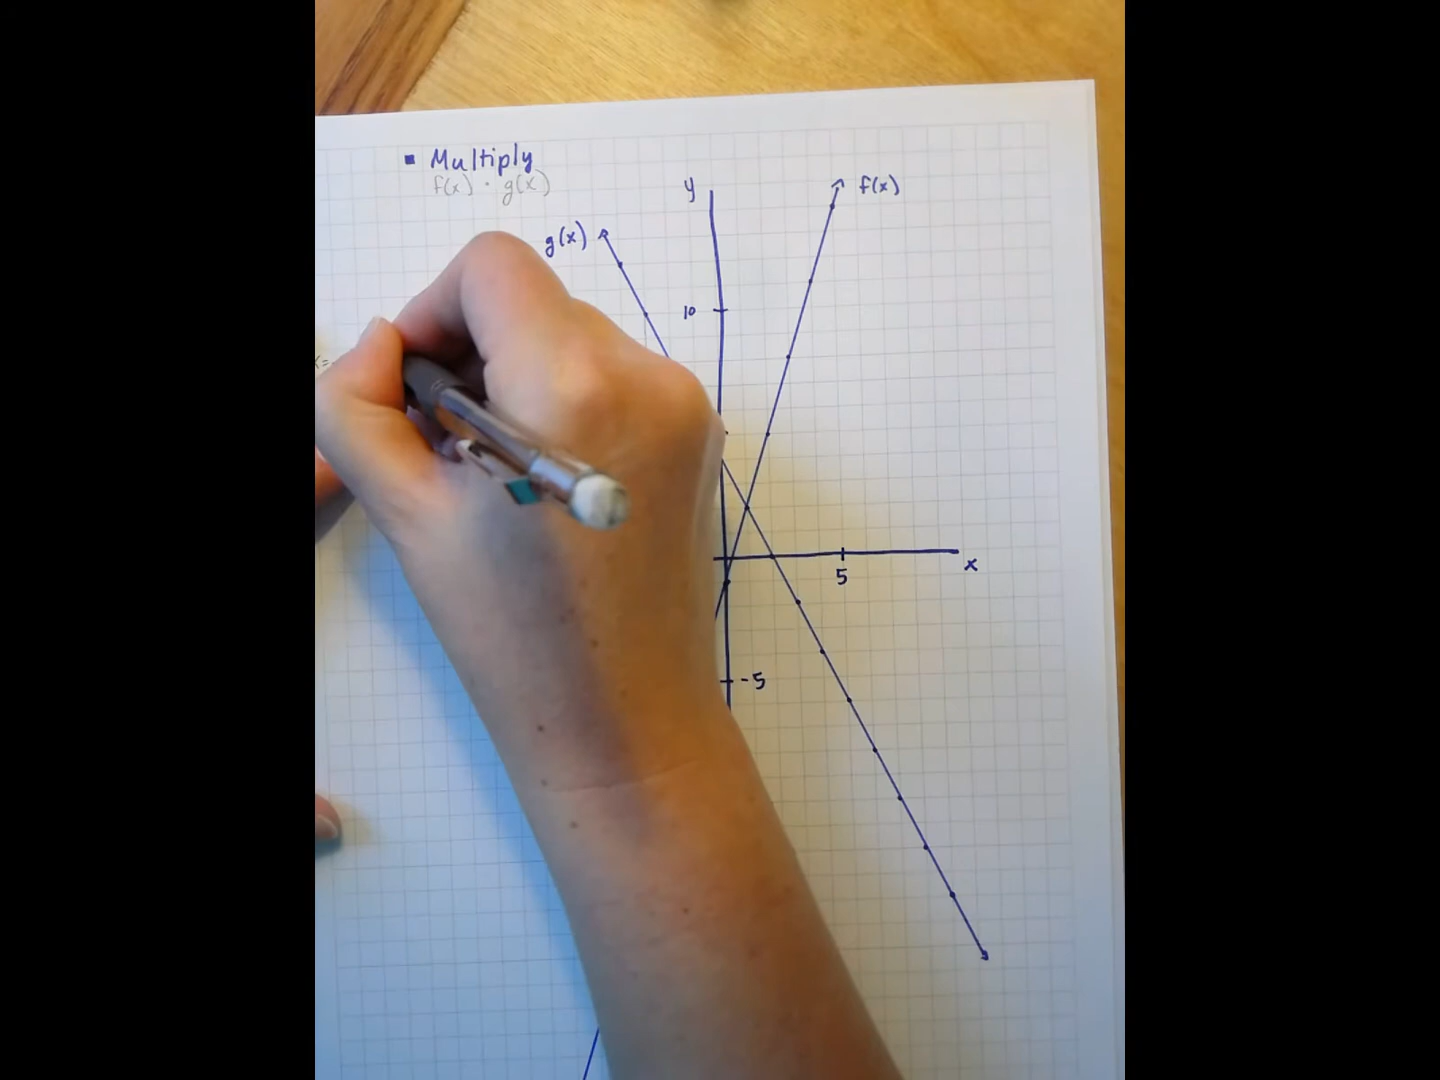 ▪ Multiply
f(x) · g(x)
y
f(x)
g(x)
10
x=
5
x
-5